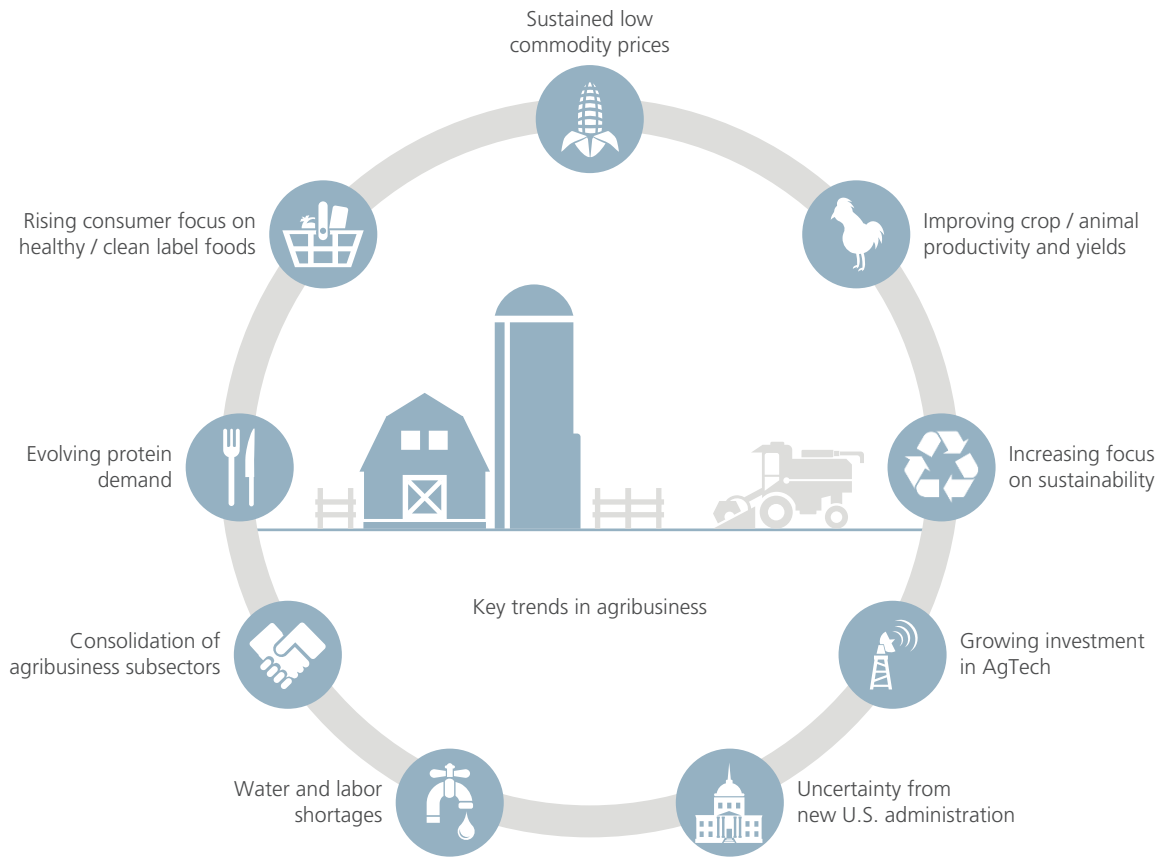 Sustained low
commodity prices
Rising consumer focus on
healthy / clean label foods
Improving crop / animal
productivity and yields
Evolving protein
demand
Increasing focus
on sustainability
Key trends in agribusiness
Consolidation of
agribusiness subsectors
Growing investment
in AgTech
Water and labor
shortages
Uncertainty from
new U.S. administration